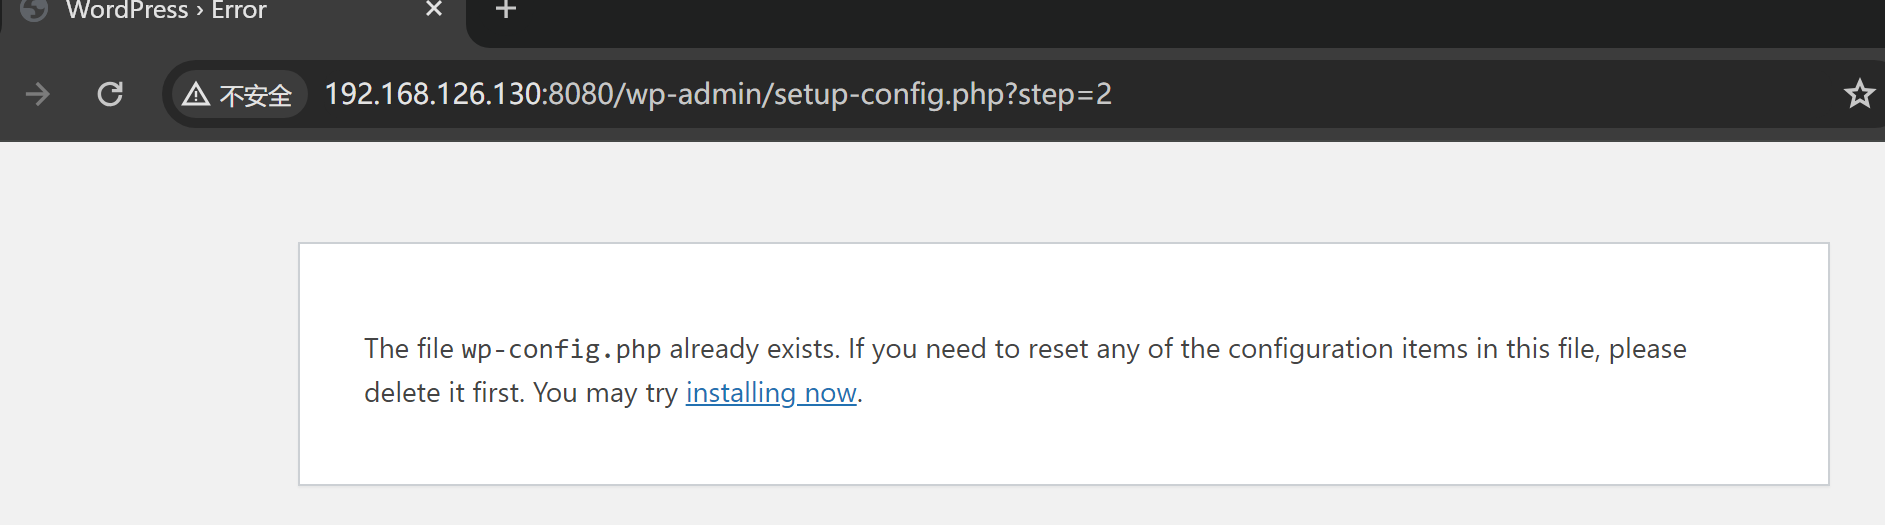 WordPress › Error
不安全 192.168.126.130:8080/wp-admin/setup-config.php?step=2
The file wp-config.php already exists. If you need to reset any of the configuration items in this file, please
delete it first. You may try installing now.